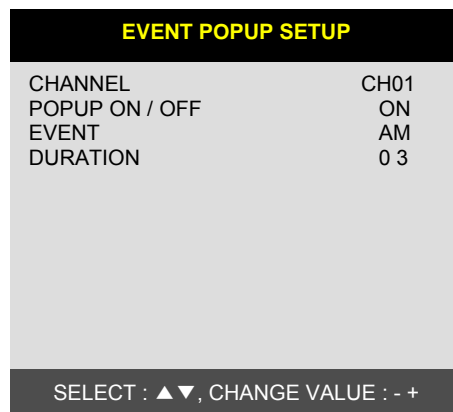 EVENT POPUP SETUP
CHANNEL CH01
POPUP ON / OFF ON
EVENT AM
DURATION 0 3
SELECT : ▲▼, CHANGE VALUE : - +